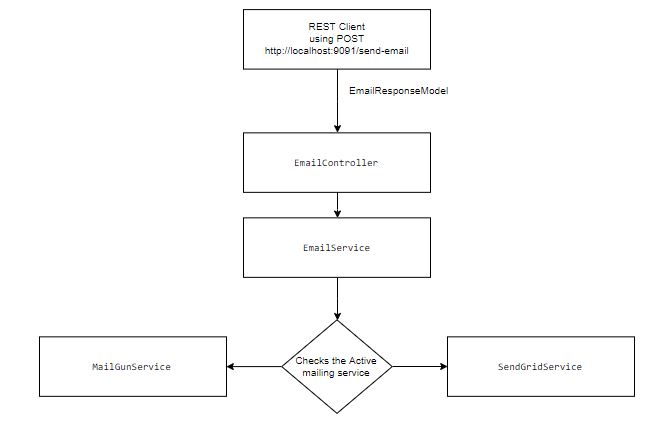 REST Client
using POST
http://localhost:9091/send-email
EmailResponseModel
EmailController
EmailService
Checks the Active
mailing service
MailGunService
SendGridService